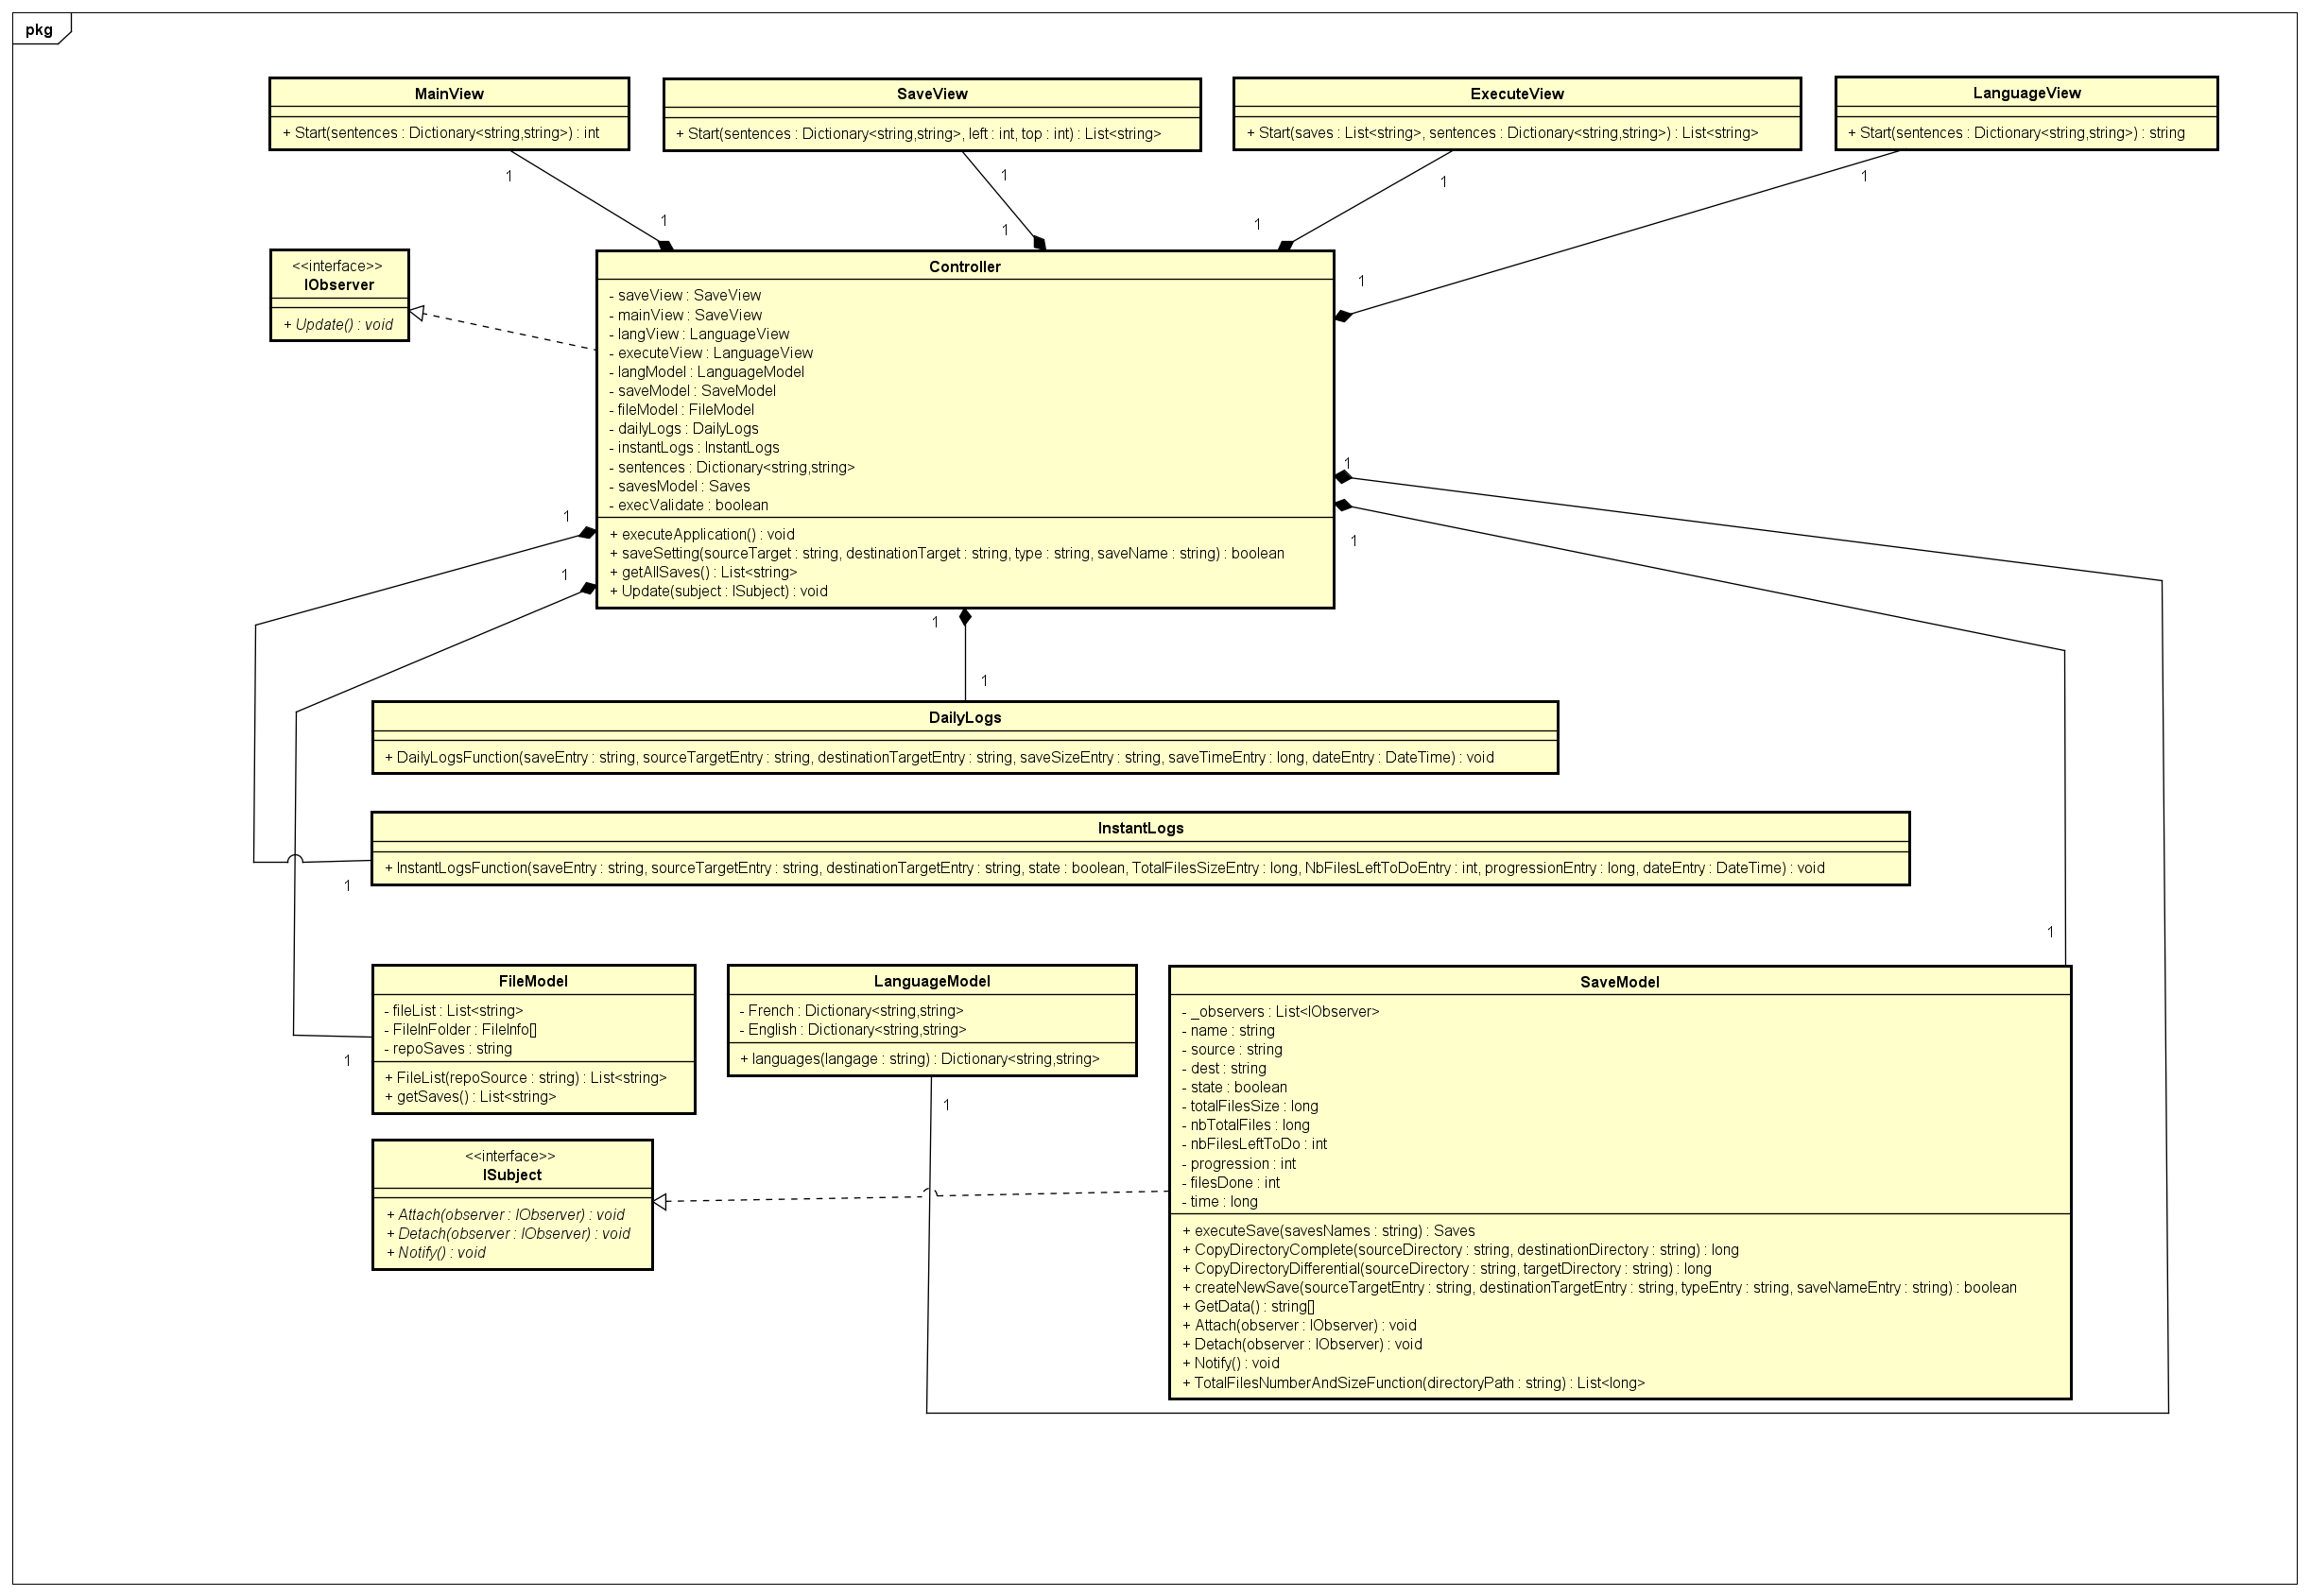 pkg
MainView
+ Start(sentences : Dictionary<string,string>) : int
SaveView
+ Start(sentences : Dictionary<string,string>, left : int, top : int) : List<string>
ExecuteView
+ Start(saves : List<string>, sentences : Dictionary<string,string>) : List<string>
LanguageView
+ Start(sentences : Dictionary<string,string>) : string
1
1
1
1
1
1
1
1
<<interface>>
IObserver
+ Update() : void
Controller
- saveView : SaveView
- mainView : SaveView
- langView : LanguageView
- executeView : LanguageView
- langModel : LanguageModel
- saveModel : SaveModel
- fileModel : FileModel
- dailyLogs : DailyLogs
- instantLogs : InstantLogs
- sentences : Dictionary<string,string>
- savesModel : Saves
- execValidate : boolean
+ executeApplication() : void
+ saveSetting(sourceTarget : string, destinationTarget : string, type : string, saveName : string) : boolean
+ getAllSaves() : List<string>
+ Update(subject : ISubject) : void
1
1
1
1
1
1
DailyLogs
+ DailyLogsFunction(saveEntry : string, sourceTargetEntry : string, destinationTargetEntry : string, saveSizeEntry : string, saveTimeEntry : long, dateEntry : DateTime) : void
InstantLogs
+ InstantLogsFunction(saveEntry : string, sourceTargetEntry : string, destinationTargetEntry : string, state : boolean, TotalFilesSizeEntry : long, NbFilesLeftToDoEntry : int, progressionEntry : long, dateEntry : DateTime) : void
1
1
FileModel
- fileList : List<string>
- FileInFolder : FileInfo[]
- repoSaves : string
+ FileList(repoSource : string) : List<string>
+ getSaves() : List<string>
1
LanguageModel
- French : Dictionary<string,string>
- English : Dictionary<string,string>
+ languages(langage : string) : Dictionary<string,string>
1
SaveModel
- _observers : List<IObserver>
- name : string
- source : string
- dest : string
- state : boolean
- totalFilesSize : long
- nbTotalFiles : long
- nbFilesLeftToDo : int
- progression : int
- filesDone : int
- time : long
+ executeSave(savesNames : string) : Saves
+ CopyDirectoryComplete(sourceDirectory : string, destinationDirectory : string) : long
+ CopyDirectoryDifferential(sourceDirectory : string, targetDirectory : string) : long
+ createNewSave(sourceTargetEntry : string, destinationTargetEntry : string, typeEntry : string, saveNameEntry : string) : boolean
+ GetData() : string[]
+ Attach(observer : IObserver) : void
+ Detach(observer : IObserver) : void
+ Notify() : void
+ TotalFilesNumberAndSizeFunction(directoryPath : string) : List<long>
<<interface>>
ISubject
+ Attach(observer : IObserver) : void
+ Detach(observer : IObserver) : void
+ Notify() : void